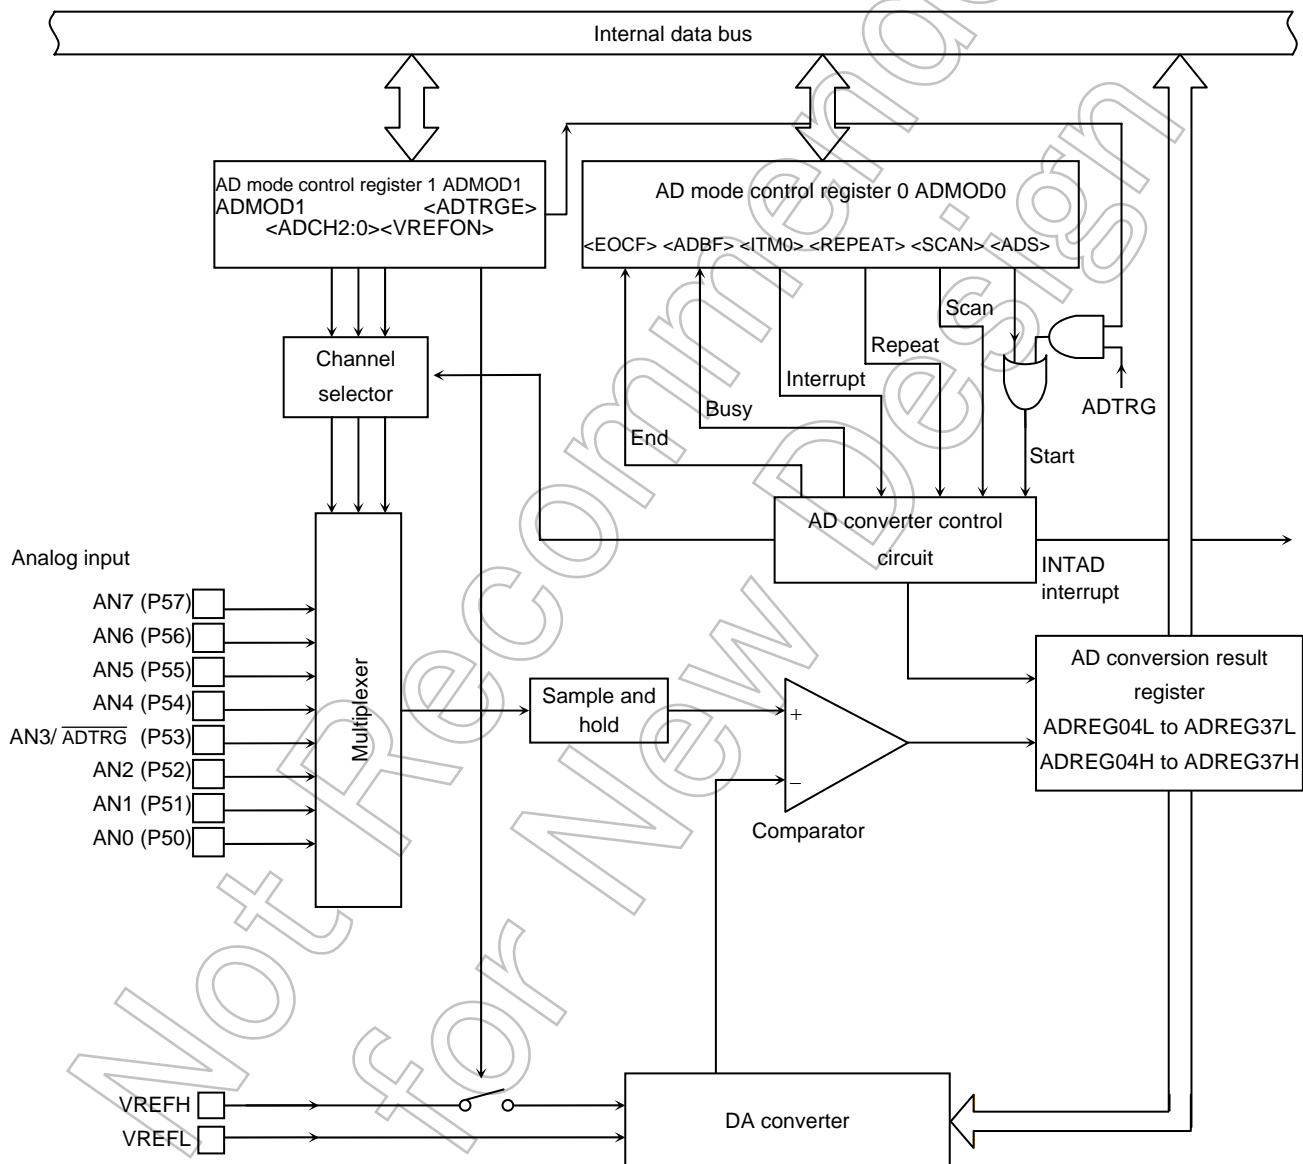 Internal data bus
AD mode control register 1 ADMOD1
ADMOD1 <ADTRGE>
<ADCH2:0><VREFON>
AD mode control register 0 ADMOD0
<EOCF> <ADBF> <ITM0> <REPEAT> <SCAN> <ADS>
Scan
Repeat
Interrupt
Busy
End
ADTRG
Start
Channel
selector
AD converter control
circuit
INTAD
interrupt
Analog input
AN7 (P57)
AN6 (P56)
AN5 (P55)
AN4 (P54)
AN3/ ADTRG (P53)
AN2 (P52)
AN1 (P51)
AN0 (P50)
Multiplexer
Sample and
hold
+
−
Comparator
AD conversion result
register
ADREG04L to ADREG37L
ADREG04H to ADREG37H
VREFH
VREFL
DA converter
Not Recommende
for New Design